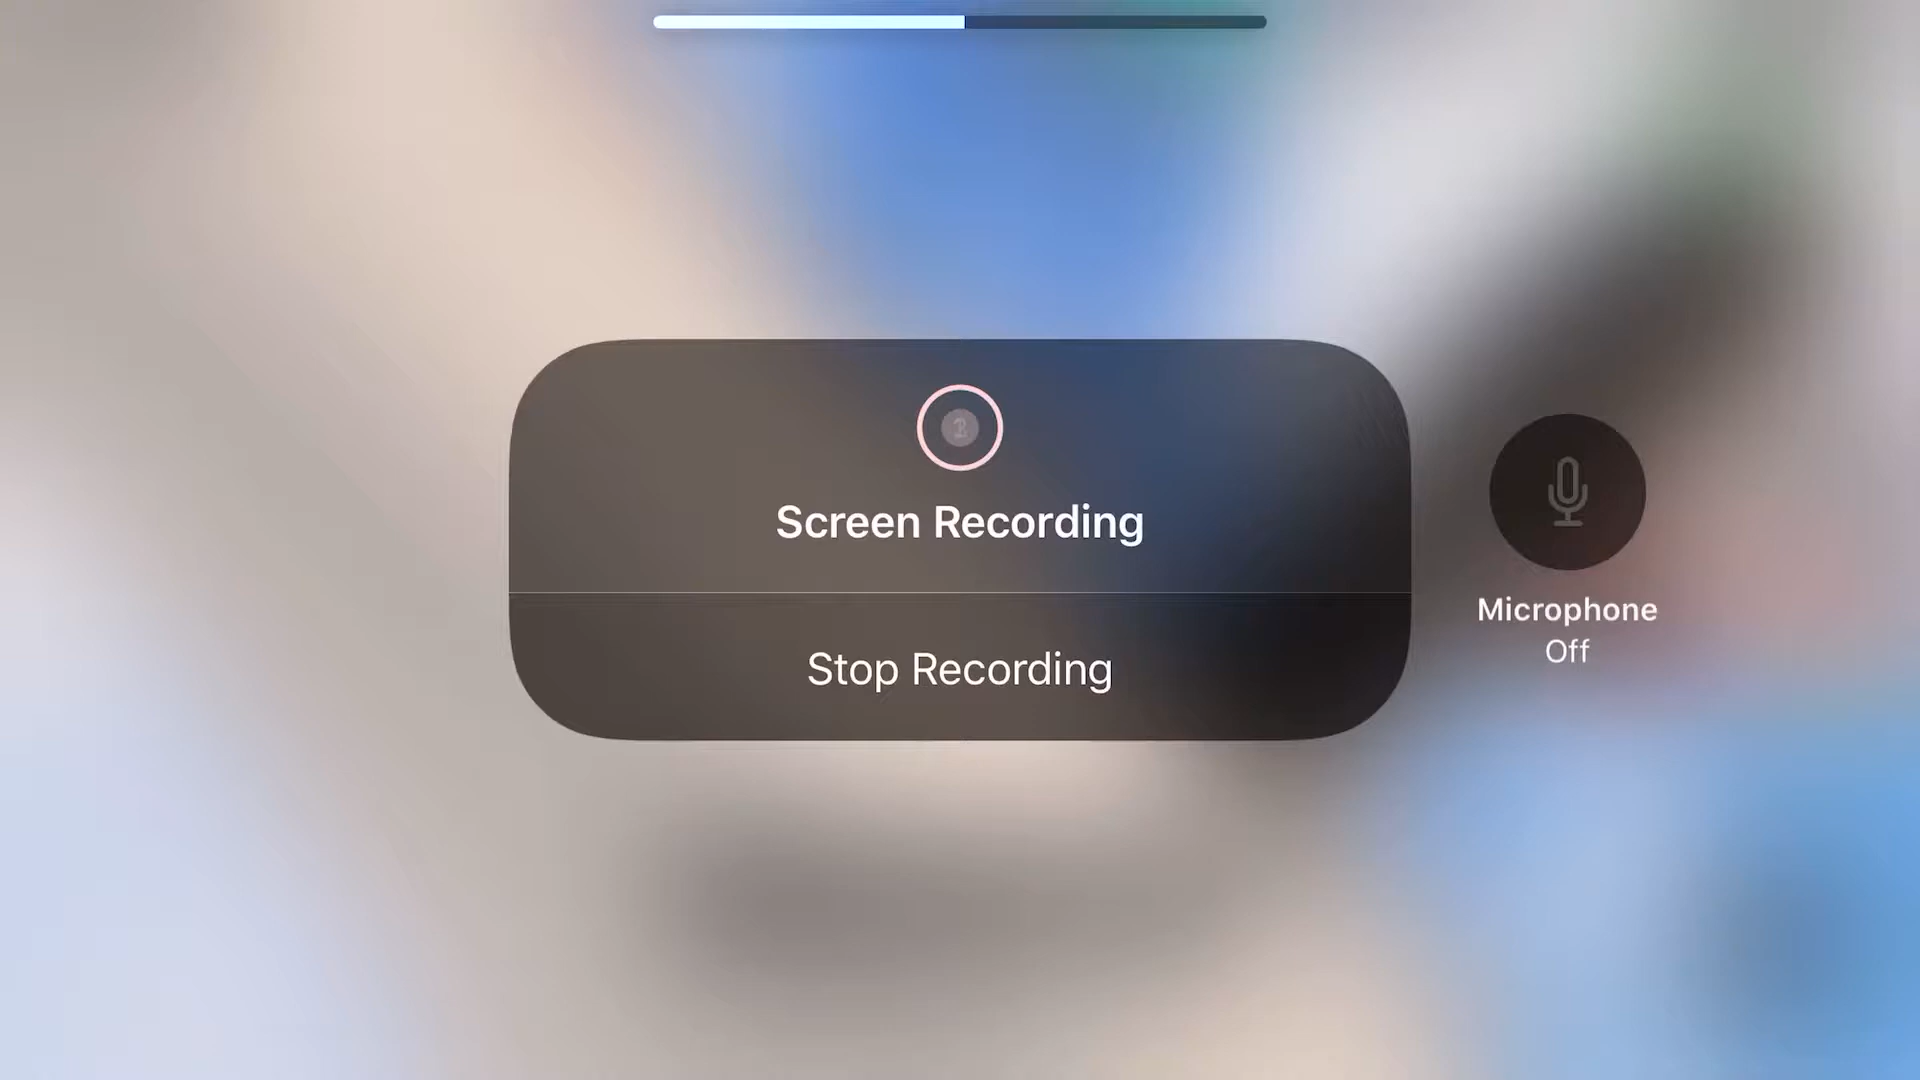 Screen Recording
Stop Recording
Microphone
Off